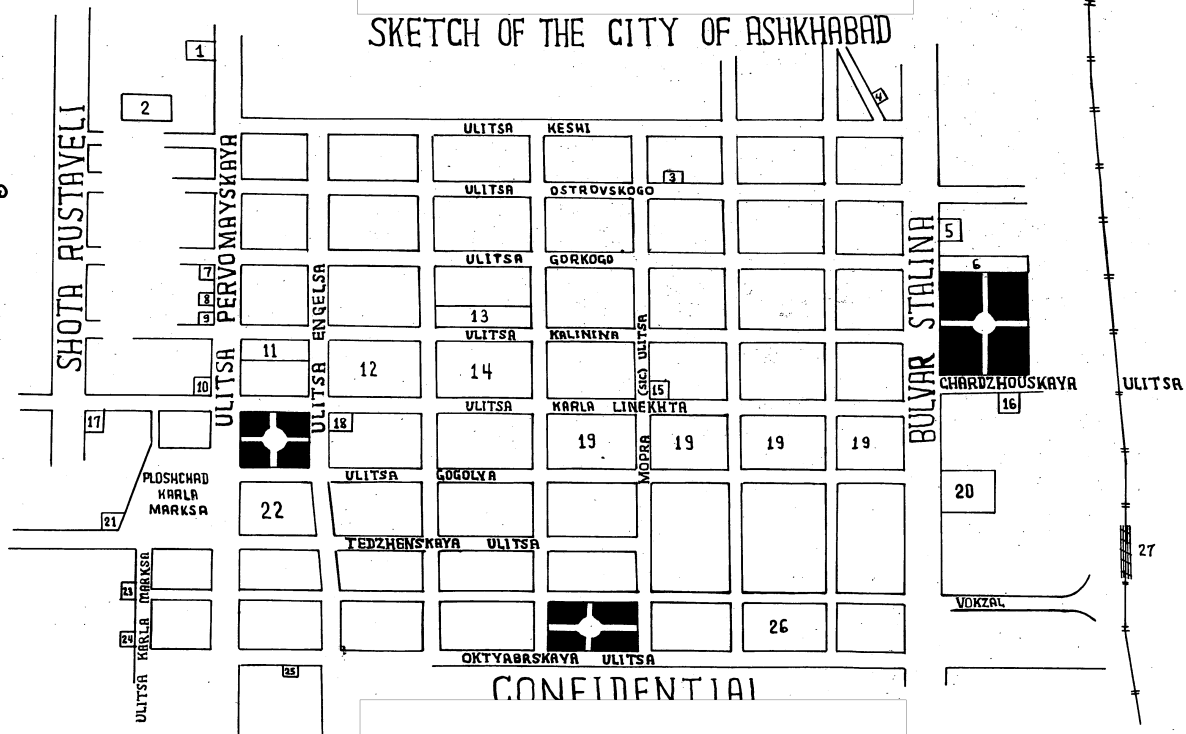 SKETCH OF THE CITY OF ASHKHABAD
1
2
4
ULITSA KESHI
3
ULITSA OSTROVSKOGO
SHOTA RUSTAVELI
ULITSA PERVOMAYSKAYA
5
ULITSA GORKOGO
6
7
8
9
ULITSA ENGELSA
13
BULVAR STALINA
ULITSA KALININA
MOPRA (SIC) ULITSA
11
12
14
10
15
CHARDZHOUSKAYA ULITSA
16
ULITSA KARLA LINEKHTA
17
18
19
19
19
19
ULITSA GOGOLYA
PLOSHCHAD
KARLA
MARKSA
20
21
22
TEDZHENSKAYA ULITSA
27
23
ULITSA KARLA MARKSA
VOKZAL
24
26
OKTYABRSKAYA ULITSA
25
CONFIDENTIAL